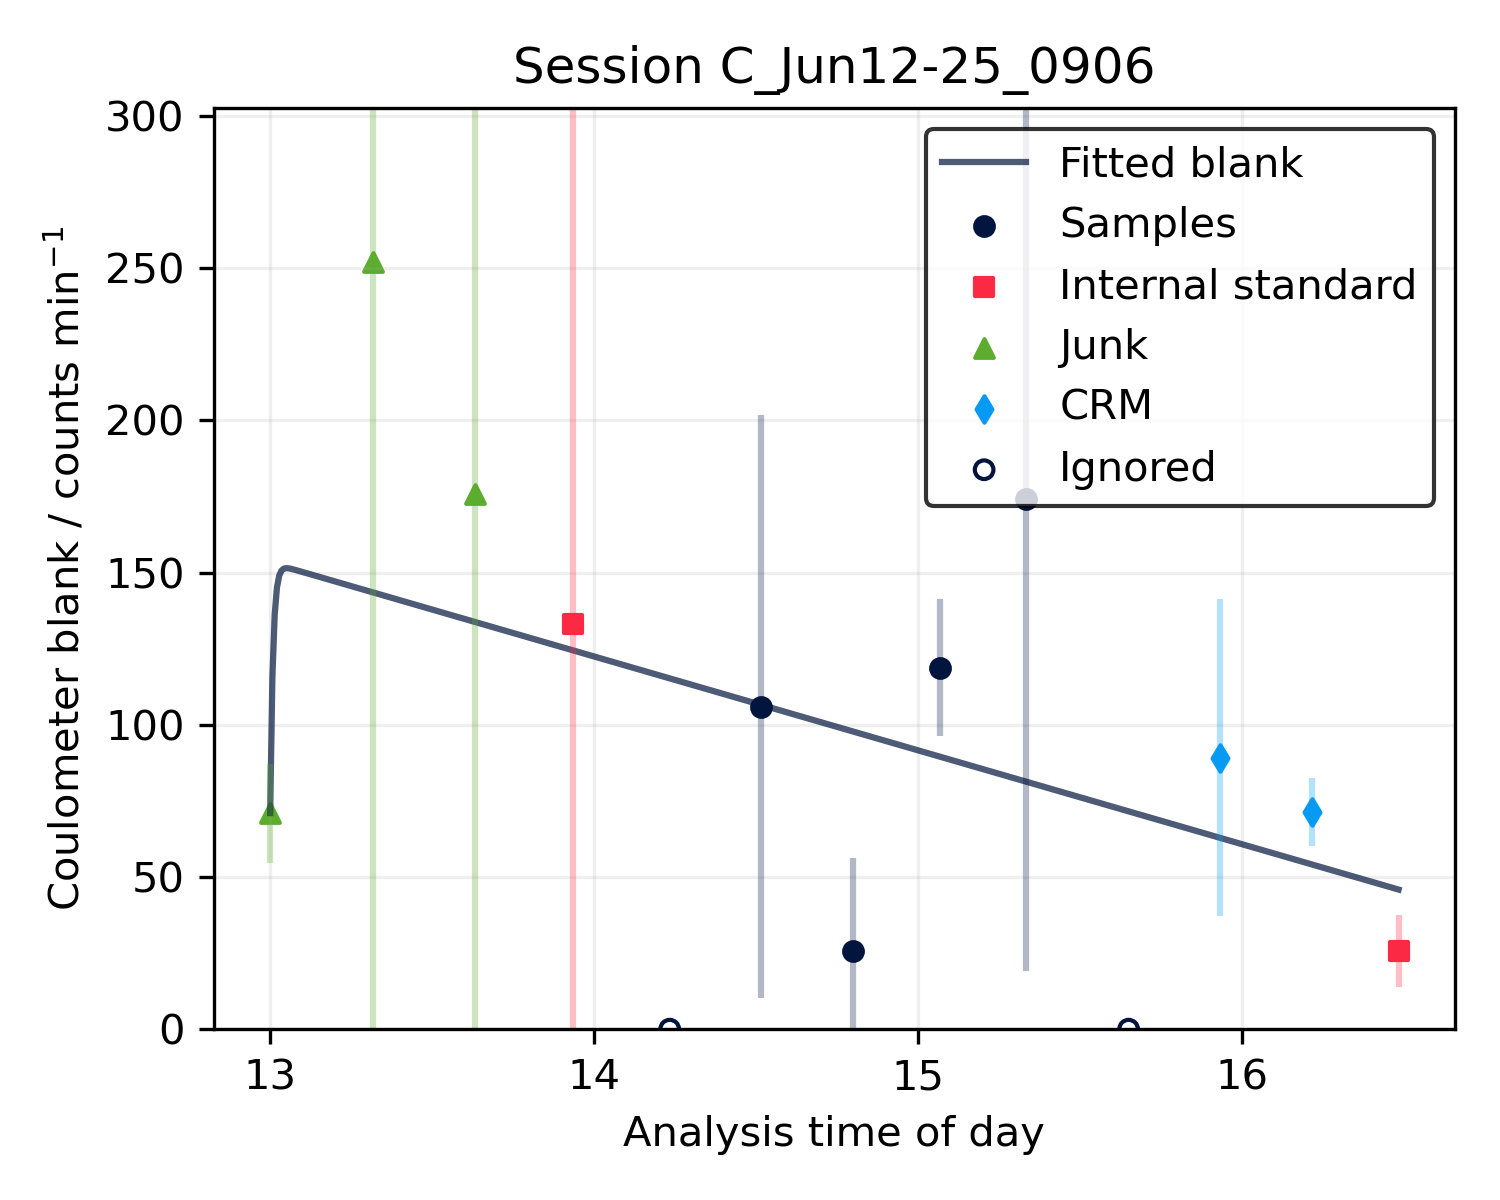 Session C_Jun12-25_0906
Coulometer blank / counts min⁻¹
300
250
200
150
100
50
0
Fitted blank
Samples
Internal standard
Junk
CRM
Ignored
13 14 15 16
Analysis time of day